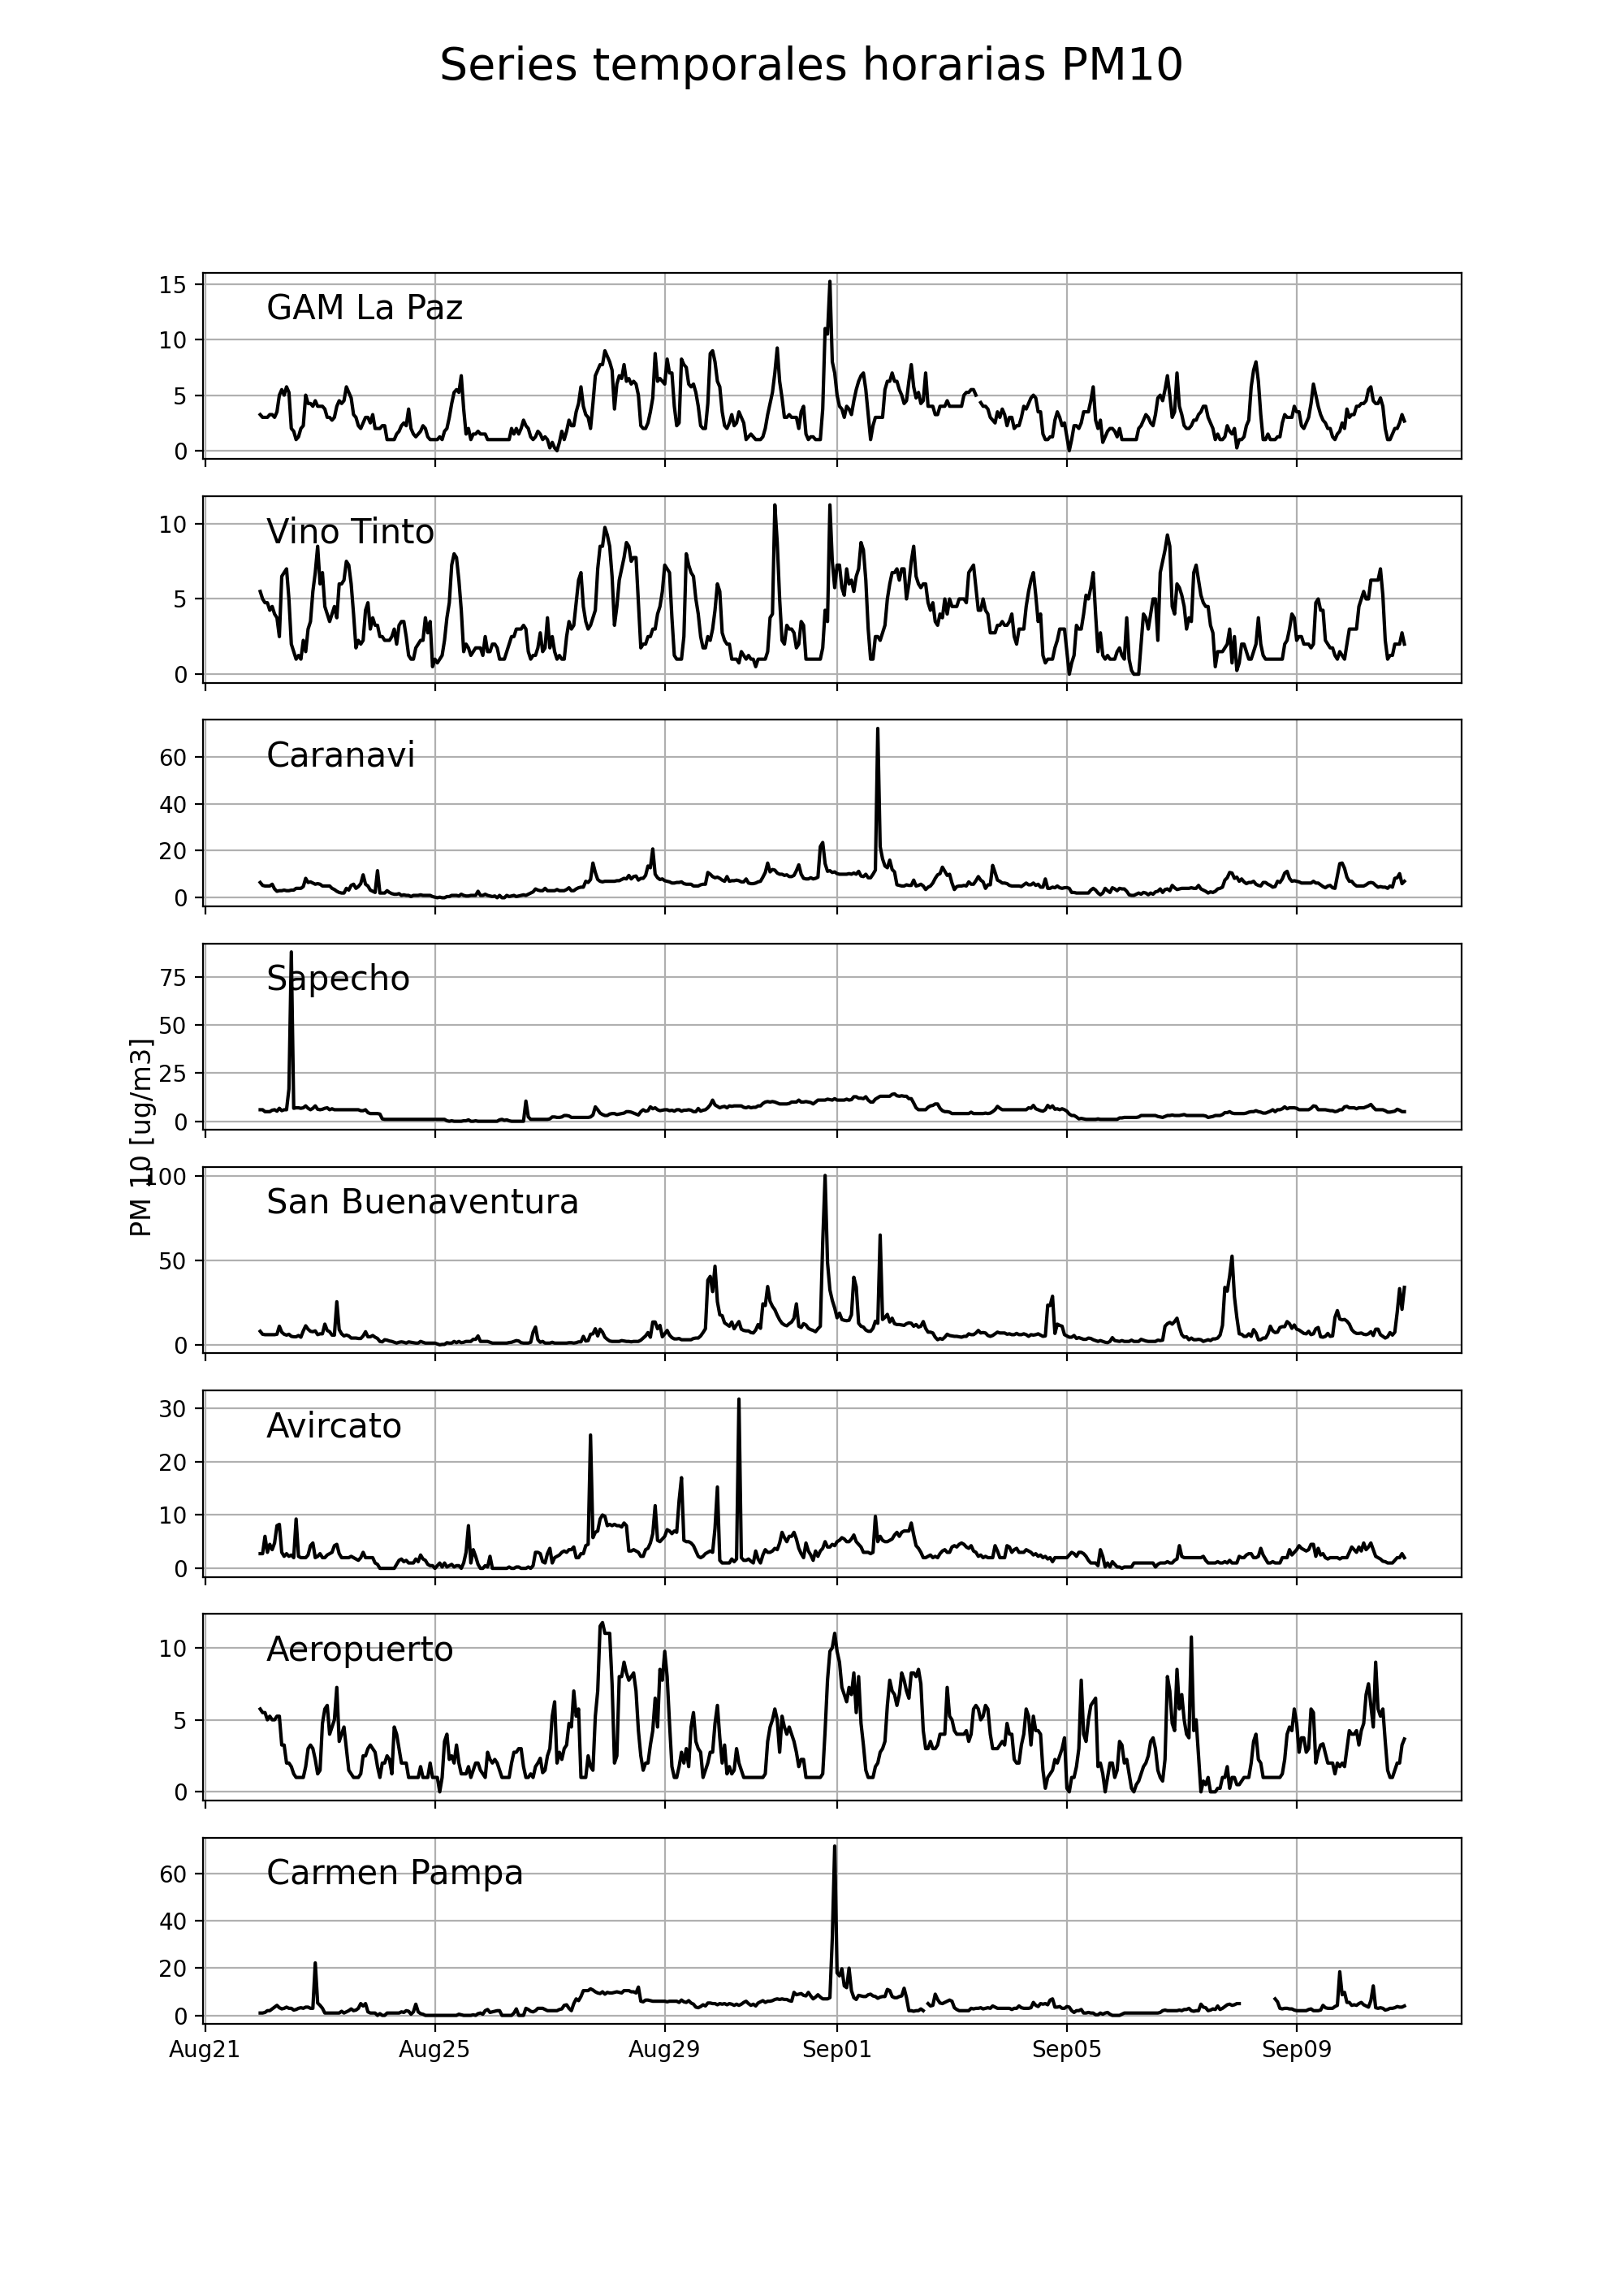 Series temporales horarias PM10
15
10
5
0
GAM La Paz
10
5
0
Vino Tinto
60
40
20
0
Caranavi
75
50
25
0
Sapecho
PM 10 [ug/m3]
100
50
0
San Buenaventura
30
20
10
0
Avircato
10
5
0
Aeropuerto
60
40
20
0
Carmen Pampa
Aug21 Aug25 Aug29 Sep01 Sep05 Sep09